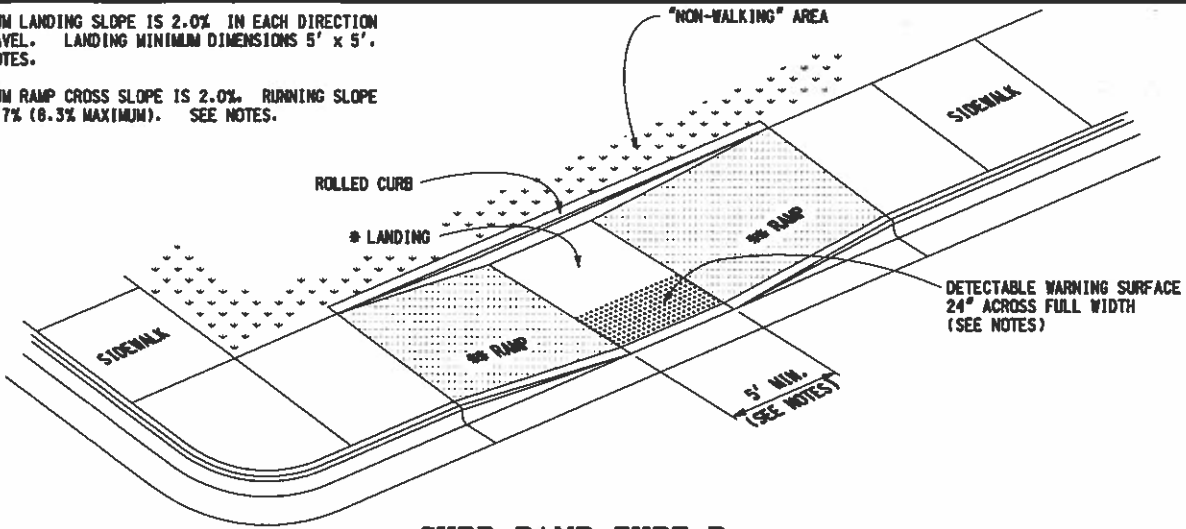 UM LANDING SLOPE IS 2.0% IN EACH DIRECTION
AVEL. LANDING MINIMUM DIMENSIONS 5' x 5'.
OTES.
UM RAMP CROSS SLOPE IS 2.0%. RUNNING SLOPE
7% (8.3% MAXIMUM). SEE NOTES.
"NON-WALKING" AREA
SIDEWALK
ROLLED CURB
* LANDING
** RAMP
DETECTABLE WARNING SURFACE
24" ACROSS FULL WIDTH
(SEE NOTES)
SIDEWALK
** RAMP
5' MIN.
(SEE NOTES)